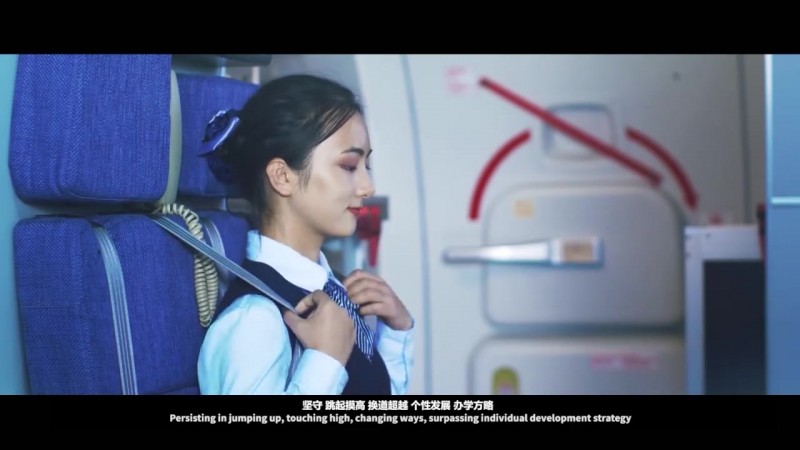 坚守 跳起摸高 换道超越 个性发展 办学方略
Persisting in jumping up, touching high, changing ways, surpassing individual development strategy